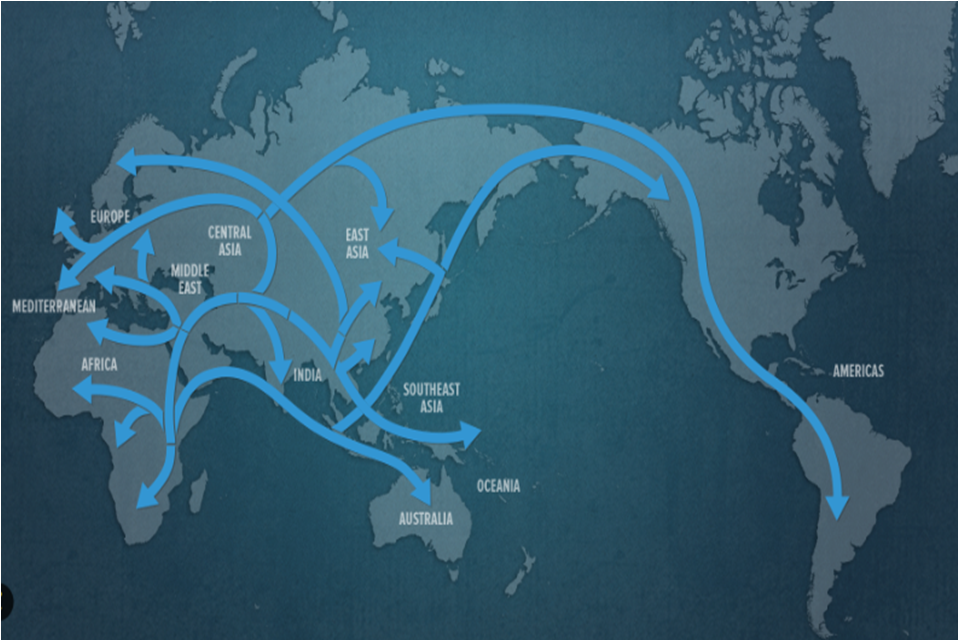 EUROPE
CENTRAL
ASIA
EAST
ASIA
MIDDLE
EAST
MEDITERRANEAN
AFRICA
INDIA
SOUTHEAST
ASIA
AMERICAS
OCEANIA
AUSTRALIA